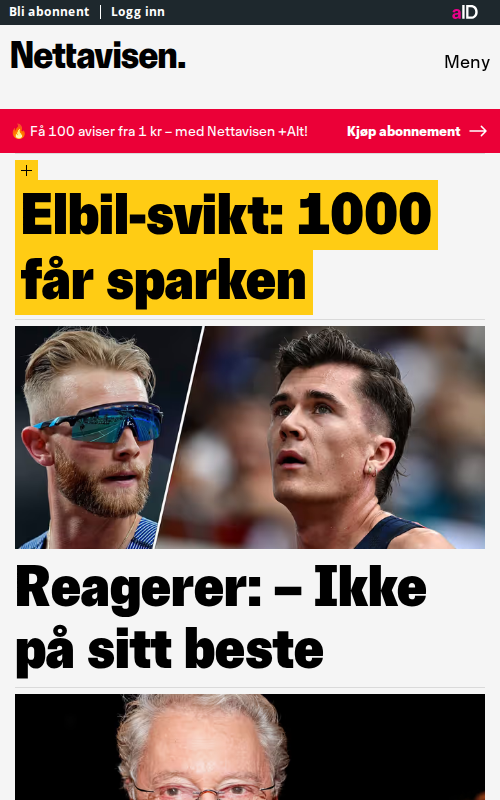 Bli abonnent | Logg inn
aID
Nettavisen.
Meny
🔥 Få 100 aviser fra 1 kr – med Nettavisen +Alt!
Kjøp abonnement →
+
Elbil-svikt: 1000
får sparken
Reagerer: – Ikke
på sitt beste